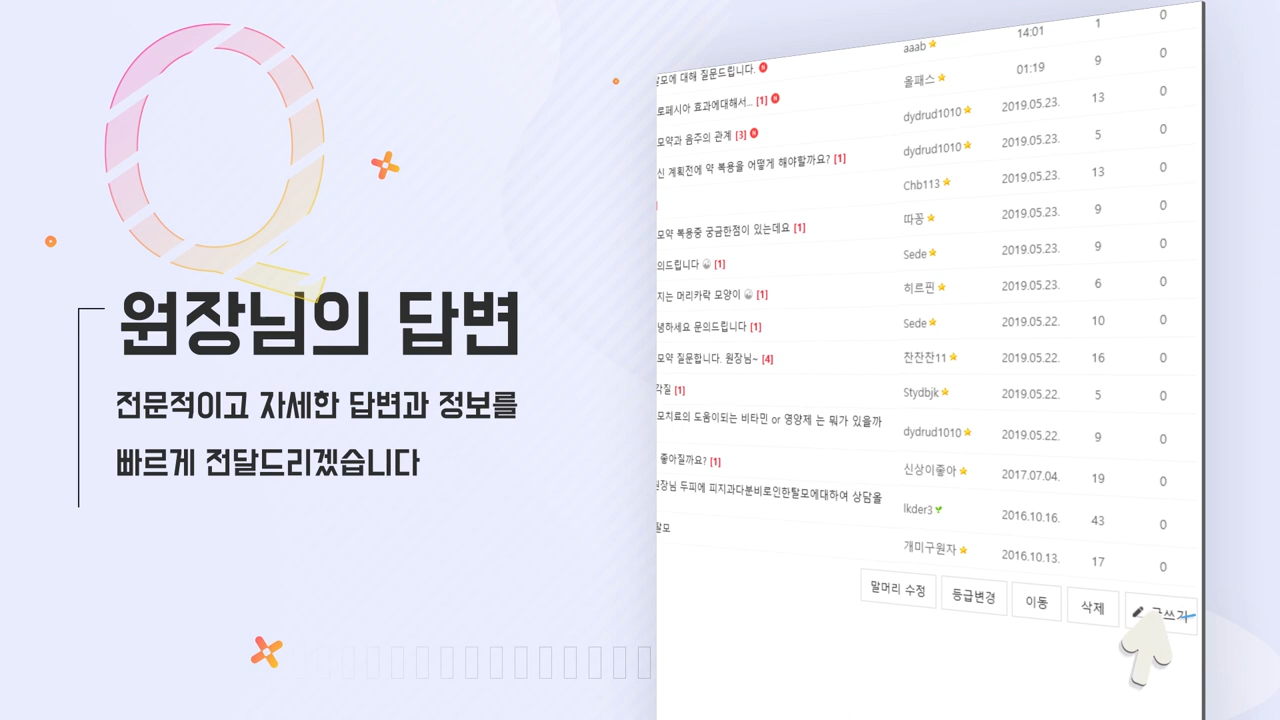 Q
원장님의 답변
전문적이고 자세한 답변과 정보를
빠르게 전달드리겠습니다
aaab 14:01 1 0
탈모에 대해 질문드립니다. 올패스 01:19 9 0
로페시아 효과에대해서... [1] dydrud1010 2019.05.23. 13 0
모약과 음주의 관계 [3] dydrud1010 2019.05.23. 5 0
신 계획전에 약 복용을 어떻게 해야할까요? [1] Chb113 2019.05.23. 13 0
따꽁 2019.05.23. 9 0
모약 복용중 궁금한점이 있는데요 [1] Sede 2019.05.23. 9 0
의드립니다 [1] 히르핀 2019.05.23. 6 0
지는 머리카락 모양이 [1] Sede 2019.05.22. 10 0
녕하세요 문의드립니다 [1] 찬찬찬11 2019.05.22. 16 0
모약 질문합니다. 원장님~ [4] Stydbjk 2019.05.22. 5 0
각질 [1]
모치료의 도움이되는 비타민 or 영양제 는 뭐가 있을까 dydrud1010 2019.05.22. 9 0
좋아질까요? [1] 신상이좋아 2017.07.04. 19 0
원장님 두피에 피지과다분비로인한탈모에대하여 상담을 lkder3 2016.10.16. 43 0
탈모 개미구원자 2016.10.13. 17 0
말머리 수정 등급변경 이동 삭제 글쓰기